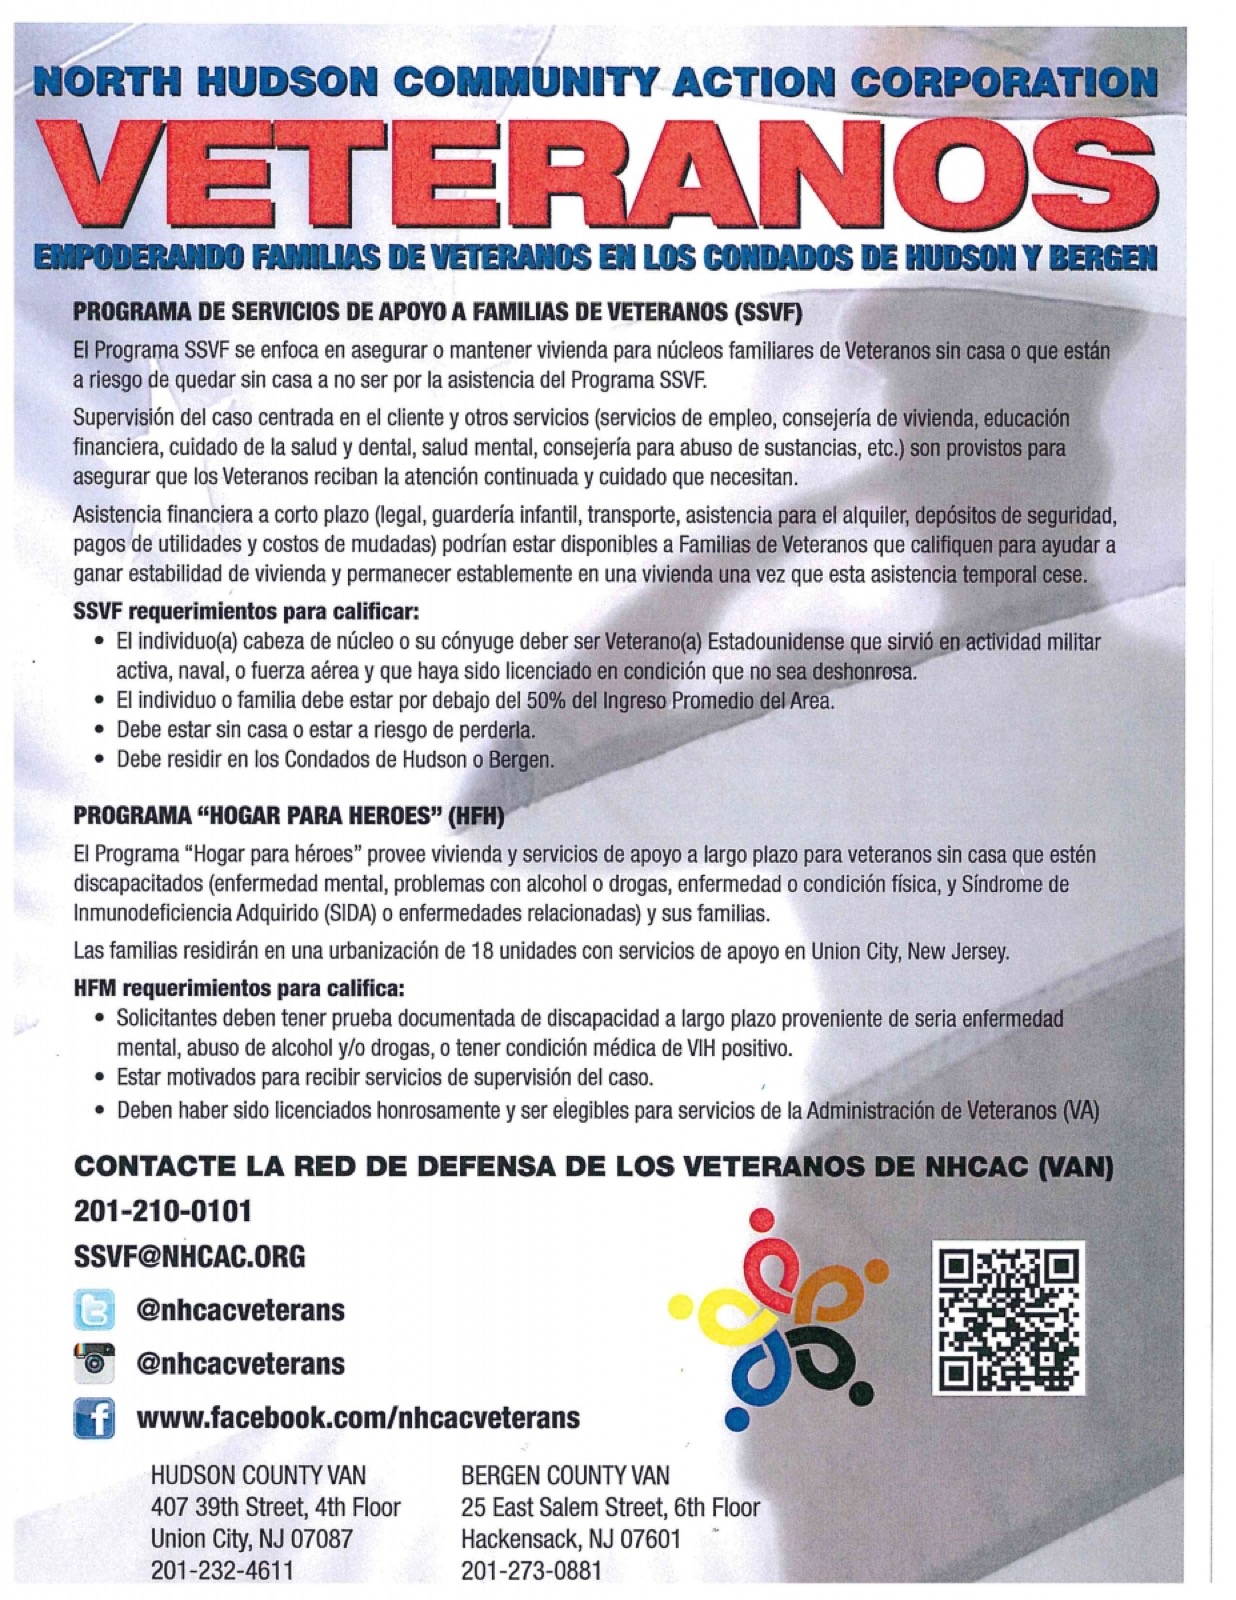 NORTH HUDSON COMMUNITY ACTION CORPORATION
VETERANOS
EMPODERANDO FAMILIAS DE VETERANOS EN LOS CONDADOS DE HUDSON Y BERGEN
PROGRAMA DE SERVICIOS DE APOYO A FAMILIAS DE VETERANOS (SSVF)
El Programa SSVF se enfoca en asegurar o mantener vivienda para núcleos familiares de Veteranos sin casa o que están
a riesgo de quedar sin casa a no ser por la asistencia del Programa SSVF.
Supervisión del caso centrada en el cliente y otros servicios (servicios de empleo, consejería de vivienda, educación
financiera, cuidado de la salud y dental, salud mental, consejería para abuso de sustancias, etc.) son provistos para
asegurar que los Veteranos reciban la atención continuada y cuidado que necesitan.
Asistencia financiera a corto plazo (legal, guardería infantil, transporte, asistencia para el alquiler, depósitos de seguridad,
pagos de utilidades y costos de mudadas) podrían estar disponibles a Familias de Veteranos que califiquen para ayudar a
ganar estabilidad de vivienda y permanecer establemente en una vivienda una vez que esta asistencia temporal cese.
SSVF requerimientos para calificar:
• El individuo(a) cabeza de núcleo o su cónyuge deber ser Veterano(a) Estadounidense que sirvió en actividad militar
activa, naval, o fuerza aérea y que haya sido licenciado en condición que no sea deshonrosa.
• El individuo o familia debe estar por debajo del 50% del Ingreso Promedio del Area.
• Debe estar sin casa o estar a riesgo de perderla.
• Debe residir en los Condados de Hudson o Bergen.
PROGRAMA “HOGAR PARA HEROES” (HFH)
El Programa “Hogar para héroes” provee vivienda y servicios de apoyo a largo plazo para veteranos sin casa que estén
discapacitados (enfermedad mental, problemas con alcohol o drogas, enfermedad o condición física, y Síndrome de
Inmunodeficiencia Adquirido (SIDA) o enfermedades relacionadas) y sus familias.
Las familias residirán en una urbanización de 18 unidades con servicios de apoyo en Union City, New Jersey.
HFM requerimientos para califica:
• Solicitantes deben tener prueba documentada de discapacidad a largo plazo proveniente de seria enfermedad
mental, abuso de alcohol y/o drogas, o tener condición médica de VIH positivo.
• Estar motivados para recibir servicios de supervisión del caso.
• Deben haber sido licenciados honrosamente y ser elegibles para servicios de la Administración de Veteranos (VA)
CONTACTE LA RED DE DEFENSA DE LOS VETERANOS DE NHCAC (VAN)
201-210-0101
SSVF@NHCAC.ORG
@nhcacveterans
@nhcacveterans
www.facebook.com/nhcacveterans
HUDSON COUNTY VAN
407 39th Street, 4th Floor
Union City, NJ 07087
201-232-4611
BERGEN COUNTY VAN
25 East Salem Street, 6th Floor
Hackensack, NJ 07601
201-273-0881